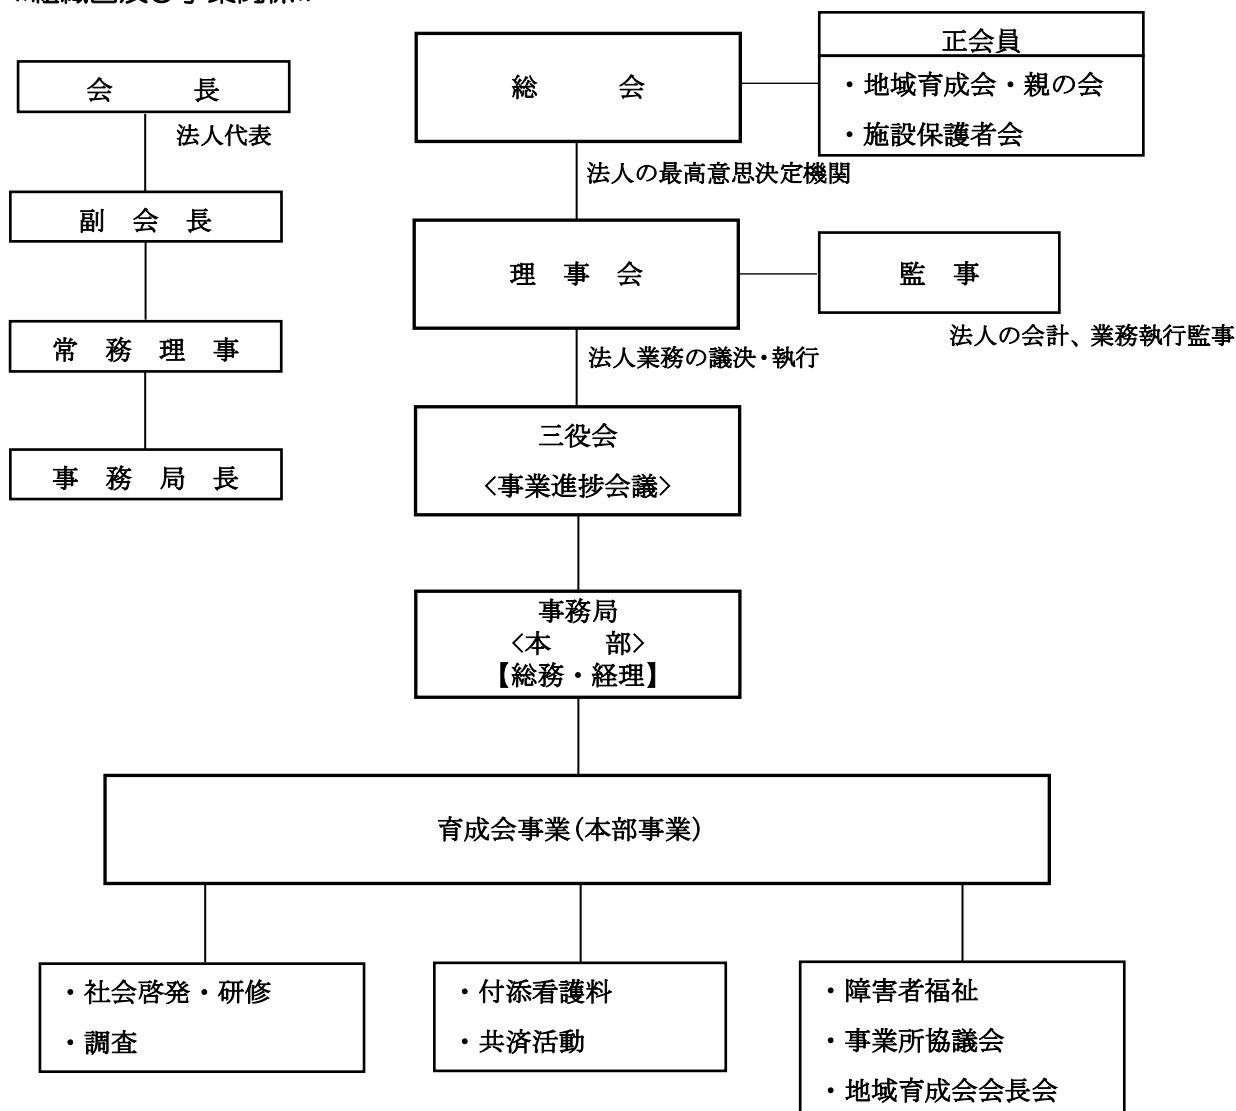 会　長
法人代表
副　会　長
常　務　理　事
事　務　局　長
総　会
正会員
・地域育成会・親の会
・施設保護者会
法人の最高意思決定機関
理　事　会
監　事
法人の会計、業務執行監事
法人業務の議決・執行
三役会
<事業進捗会議>
事務局
<本　部>
【総務・経理】
育成会事業(本部事業)
・社会啓発・研修
・調査
・付添看護料
・共済活動
・障害者福祉
・事業所協議会
・地域育成会会長会